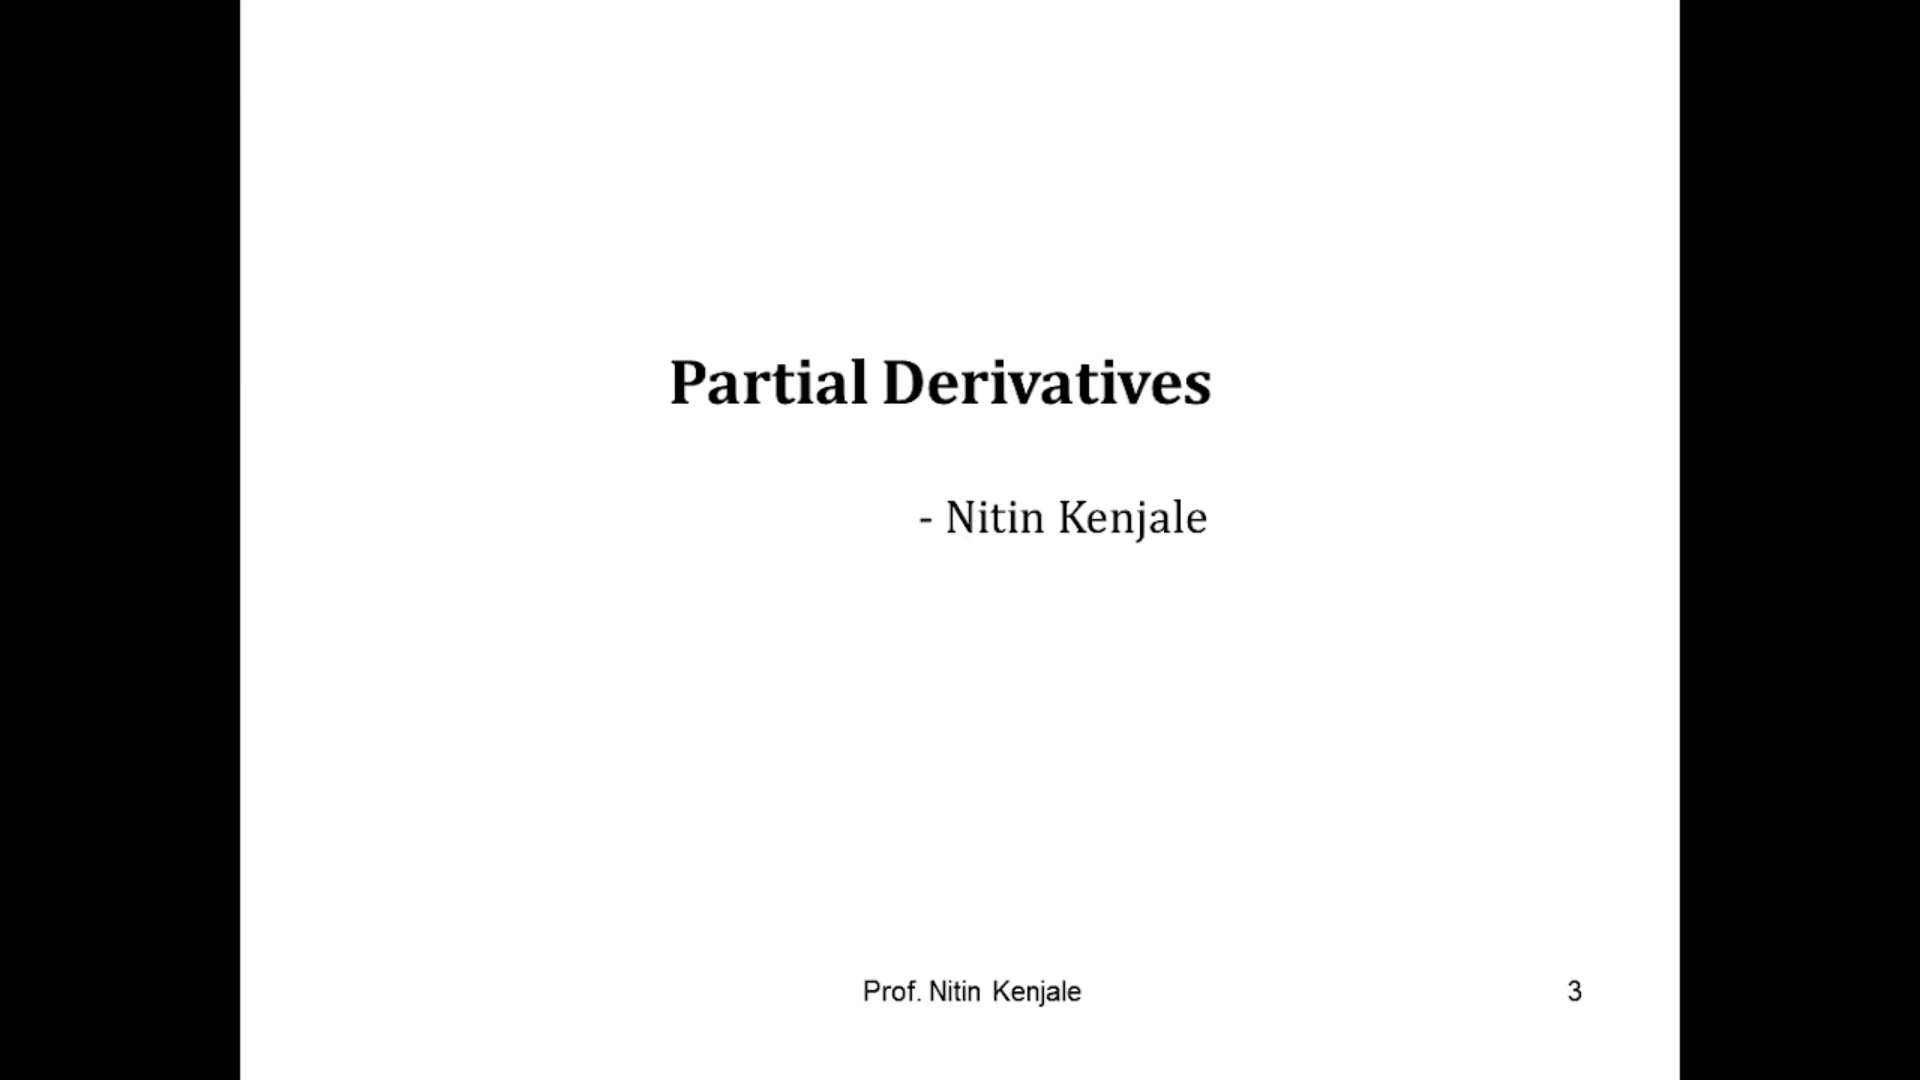 Partial Derivatives
- Nitin Kenjale
Prof. Nitin Kenjale
3